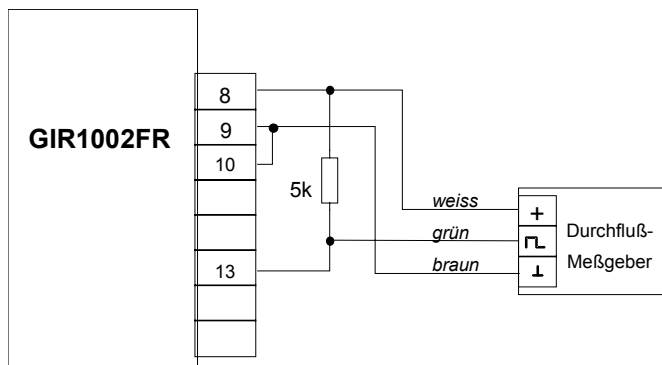 GIR1002FR
8
9
10
13
5k
weiss
grün
braun
+
Durchfluß-
Meßgeber